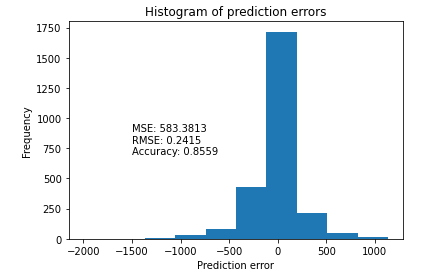 Histogram of prediction errors
Frequency
1750
1500
1250
1000
750
500
250
0
MSE: 583.3813
RMSE: 0.2415
Accuracy: 0.8559
−2000 −1500 −1000 −500 0 500 1000
Prediction error